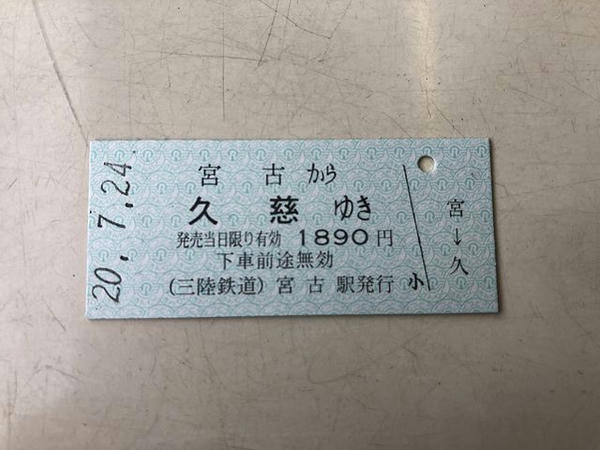 20.7.24
宮古から
久慈ゆき
発売当日限り有効 1890円
下車前途無効
(三陸鉄道) 宮古駅発行
小
宮
↓
久